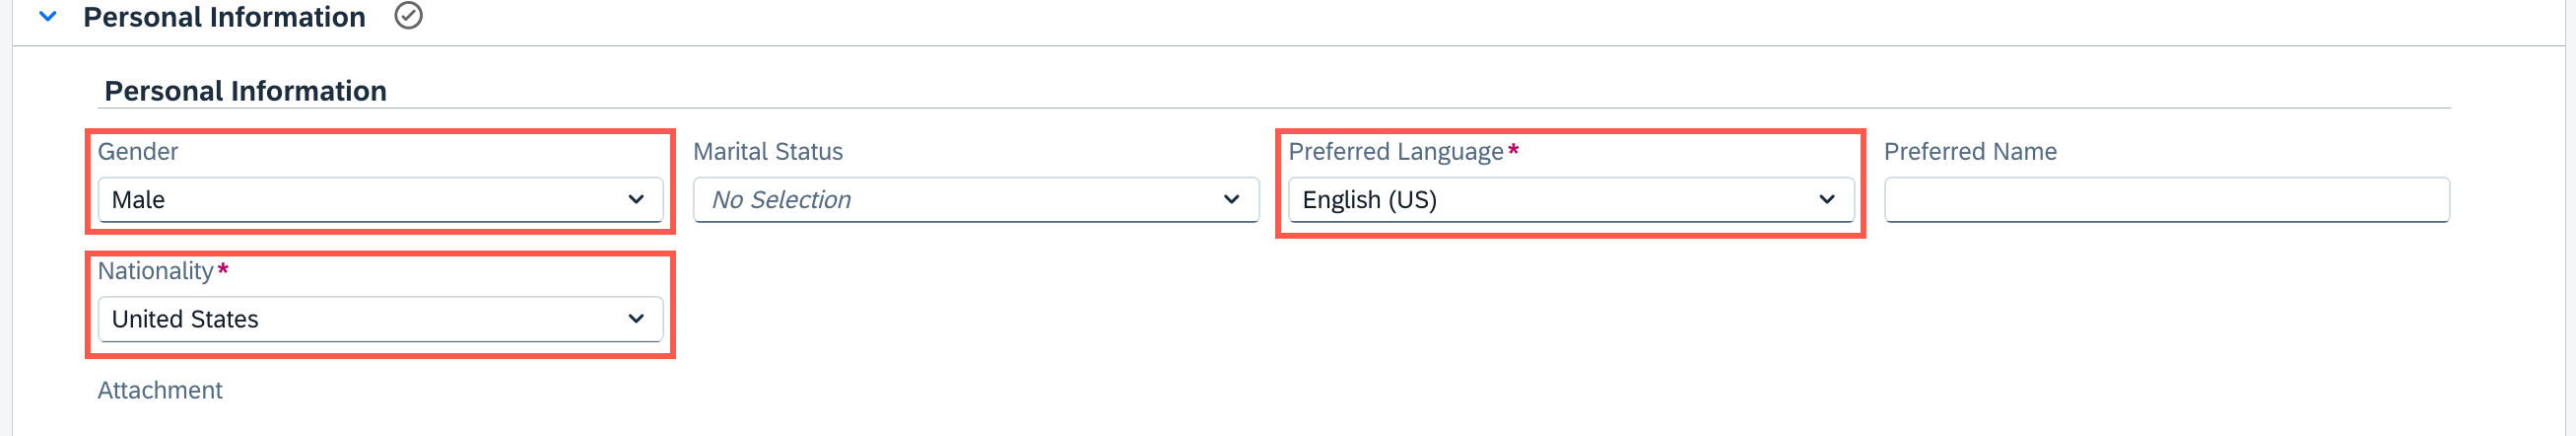 Personal Information
Personal Information
Gender
Marital Status
Preferred Language*
Preferred Name
Male
No Selection
English (US)
Nationality*
United States
Attachment